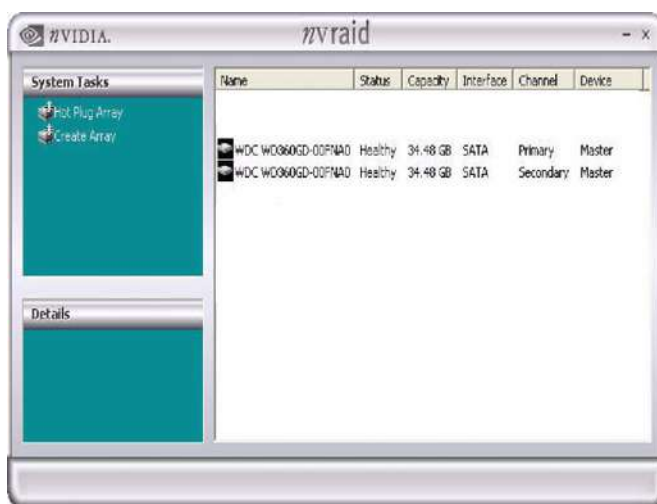 nVIDIA.
nvraid
System Tasks
Hot Plug Array
Create Array
Details
Name Status Capacity Interface Channel Device
WDC WD360GD-00FNA0 Healthy 34.48 GB SATA Primary Master
WDC WD360GD-00FNA0 Healthy 34.48 GB SATA Secondary Master